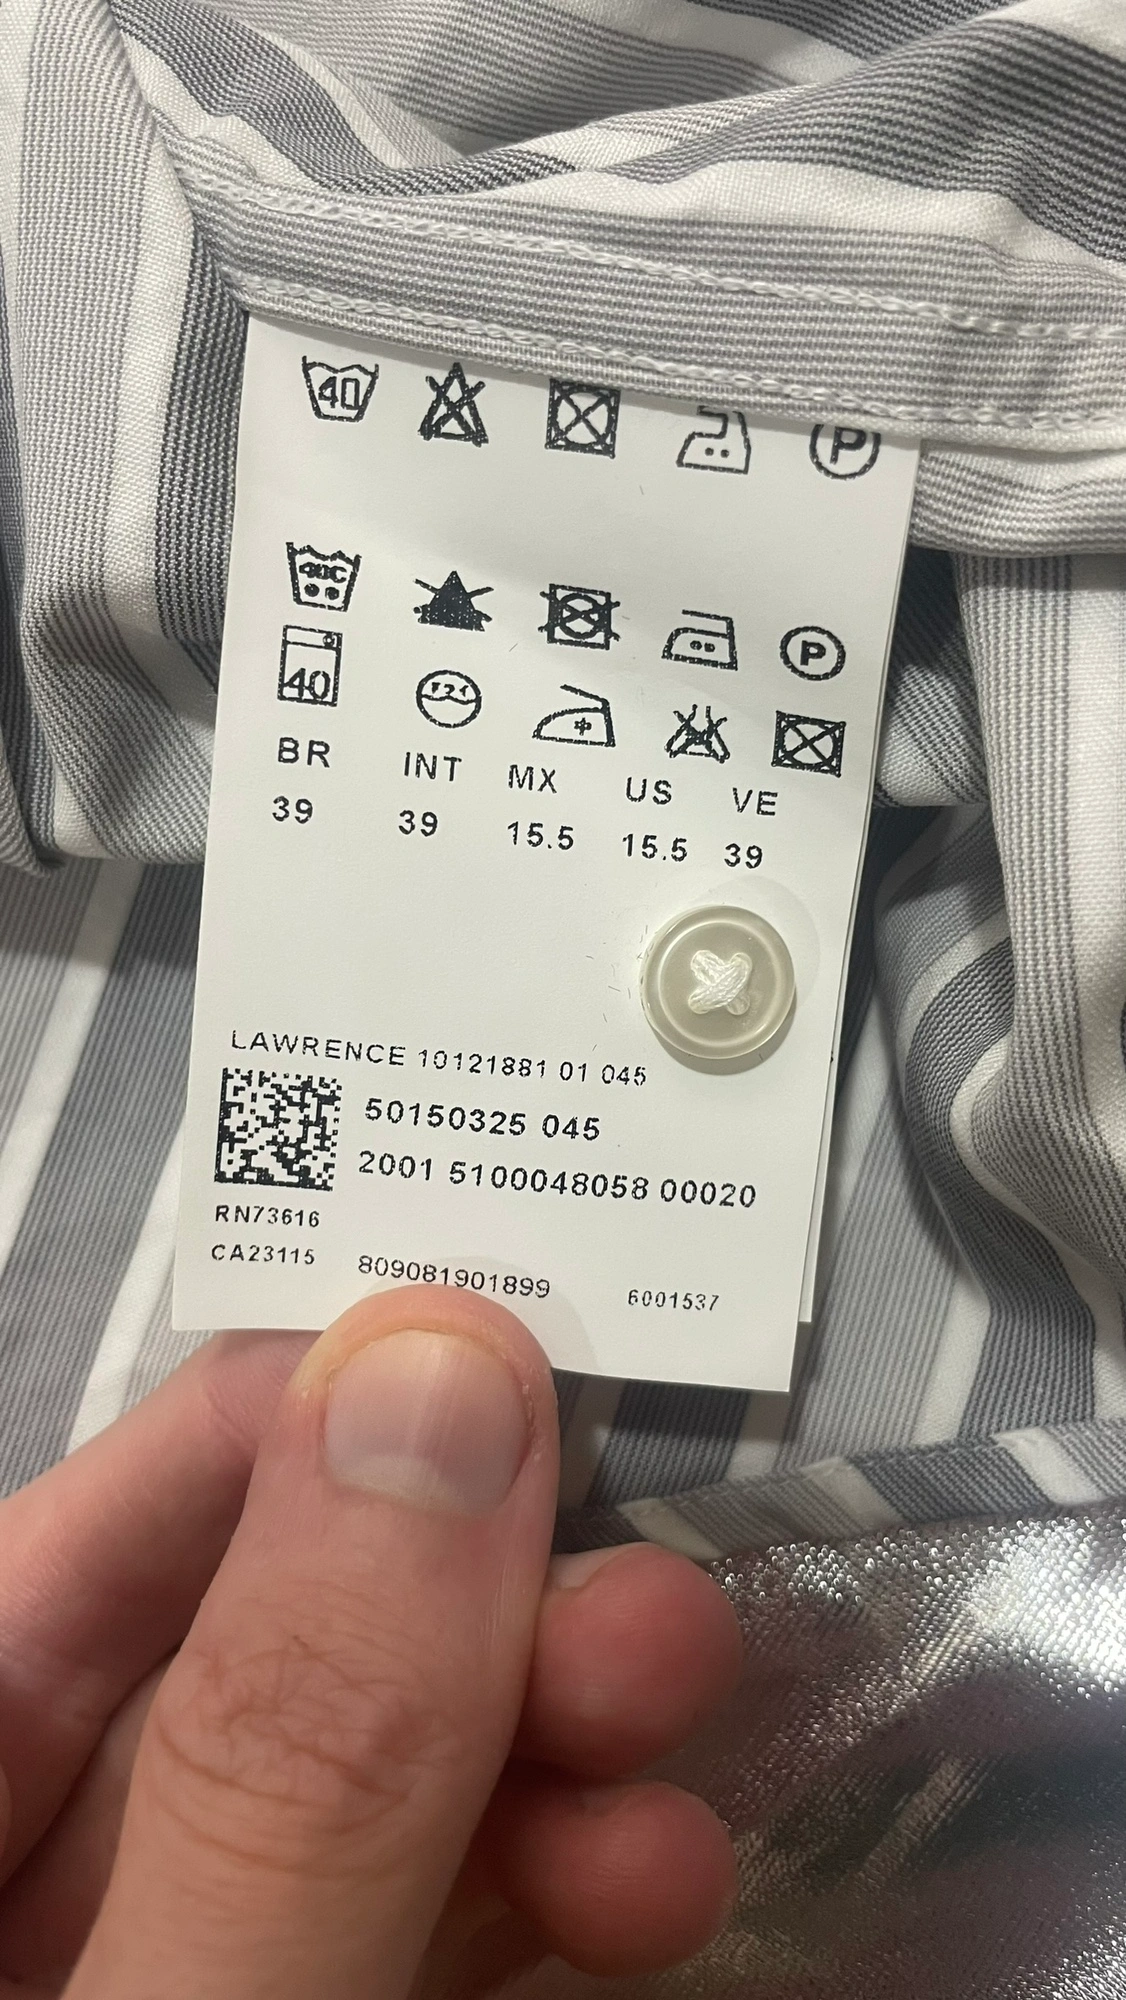 40
P
40C
P
40
BR INT MX US VE
39 39 15.5 15.5 39
LAWRENCE 10121881 01 045
50150325 045
2001 5100048058 00020
RN73616
CA23115 809081901899 6001537